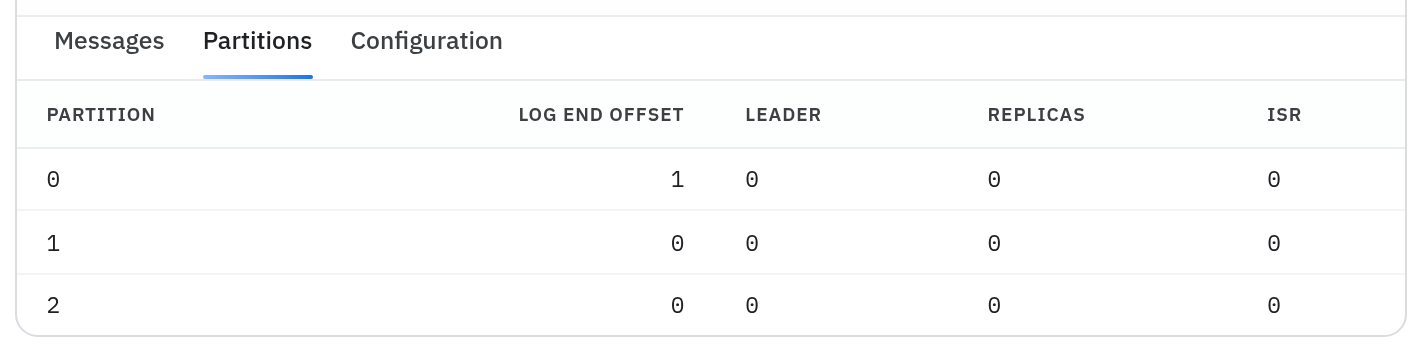 Messages Partitions Configuration
PARTITION LOG END OFFSET LEADER REPLICAS ISR
0 1 0 0 0
1 0 0 0 0
2 0 0 0 0